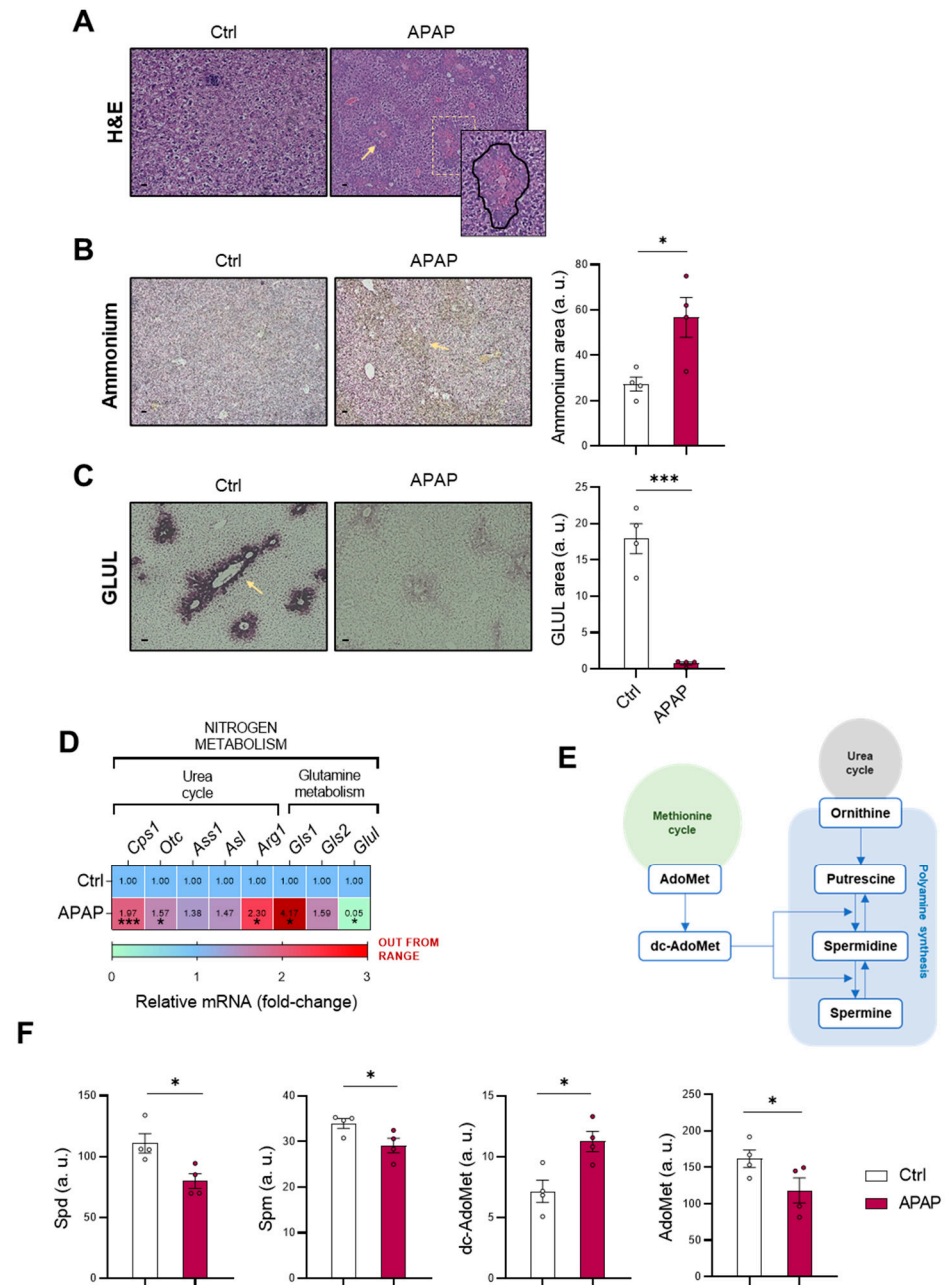 A
Ctrl
APAP
H&E
B
Ctrl
APAP
Ammonium
*
Ammonium area (a. u.)
80
60
40
20
0
C
Ctrl
APAP
GLUL
***
GLUL area (a. u.)
25
20
15
10
5
0
Ctrl
APAP
D
NITROGEN
METABOLISM
Urea
cycle
Glutamine
metabolism
Cps1 Otc Ass1 Asl Arg1 Gls1 Gls2 Glul
Ctrl 1.00 1.00 1.00 1.00 1.00 1.00 1.00 1.00
APAP 1.97 1.57 1.38 1.47 2.30 4.17 1.59 0.05
*** * * * *
OUT FROM
RANGE
0 1 2 3
Relative mRNA (fold-change)
E
Methionine
cycle
Urea
cycle
Ornithine
AdoMet
Putrescine
dc-AdoMet
Spermidine
Spermine
Polyamine synthesis
F
*
Spd (a. u.)
150
100
50
0
*
Spm (a. u.)
40
30
20
10
0
*
dc-AdoMet (a. u.)
15
10
5
0
*
AdoMet (a. u.)
250
200
150
100
50
0
Ctrl
APAP